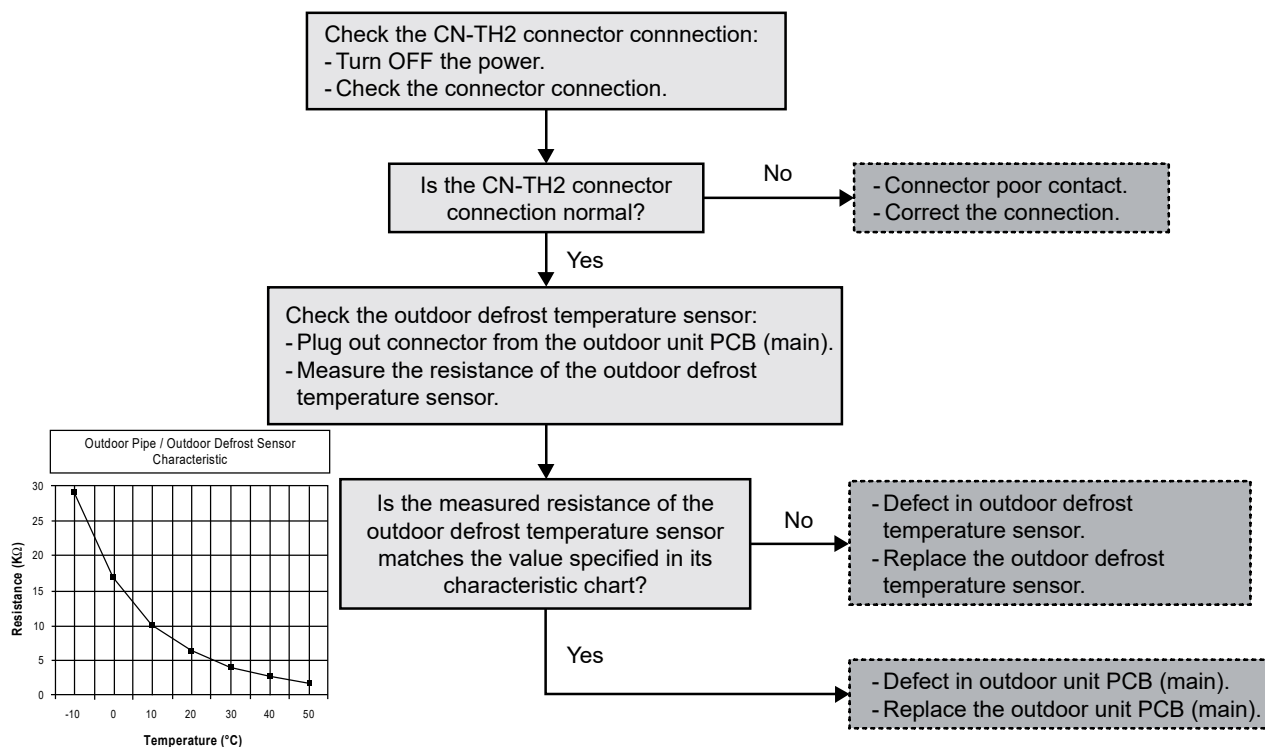 Check the CN-TH2 connector connnection:
- Turn OFF the power.
- Check the connector connection.
Is the CN-TH2 connector
connection normal?
No
- Connector poor contact.
- Correct the connection.
Yes
Check the outdoor defrost temperature sensor:
- Plug out connector from the outdoor unit PCB (main).
- Measure the resistance of the outdoor defrost
temperature sensor.
Outdoor Pipe / Outdoor Defrost Sensor
Characteristic
Resistance (KΩ)
30
25
20
15
10
5
0
-10 0 10 20 30 40 50
Temperature (°C)
Is the measured resistance of the
outdoor defrost temperature sensor
matches the value specified in its
characteristic chart?
No
- Defect in outdoor defrost
temperature sensor.
- Replace the outdoor defrost
temperature sensor.
Yes
- Defect in outdoor unit PCB (main).
- Replace the outdoor unit PCB (main).